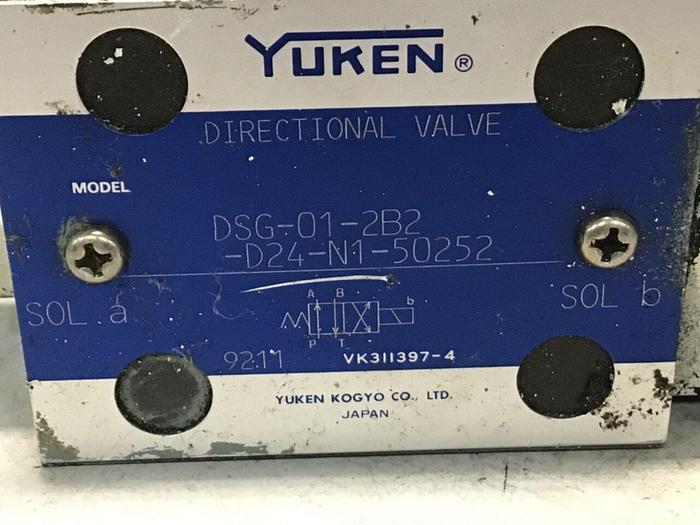 YUKEN ®
DIRECTIONAL VALVE
MODEL
DSG-01-2B2
-D24-N1-50252
SOL a
SOL b
A B
b
P T
9211
VK311397-4
YUKEN KOGYO CO., LTD.
JAPAN